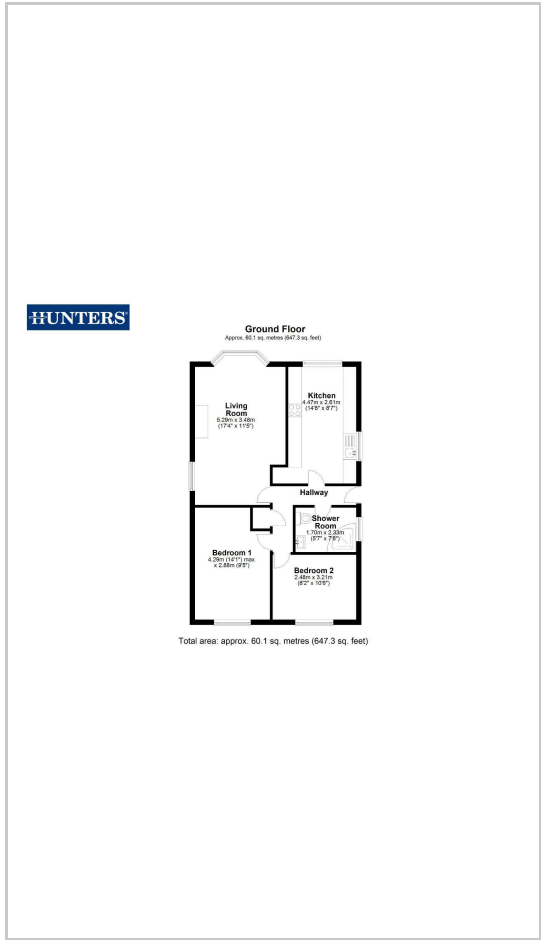 HUNTERS®
Ground Floor
Approx. 60.1 sq. metres (647.3 sq. feet)
Living
Room
5.29m x 3.48m
(17'4" x 11'5")
Kitchen
4.47m x 2.61m
(14'8" x 8'7")
Hallway
Shower
Room
1.70m x 2.33m
(5'7" x 7'8")
Bedroom 1
4.29m (14'1") max
x 2.88m (9'5")
Bedroom 2
2.48m x 3.21m
(8'2" x 10'6")
Total area: approx. 60.1 sq. metres (647.3 sq. feet)